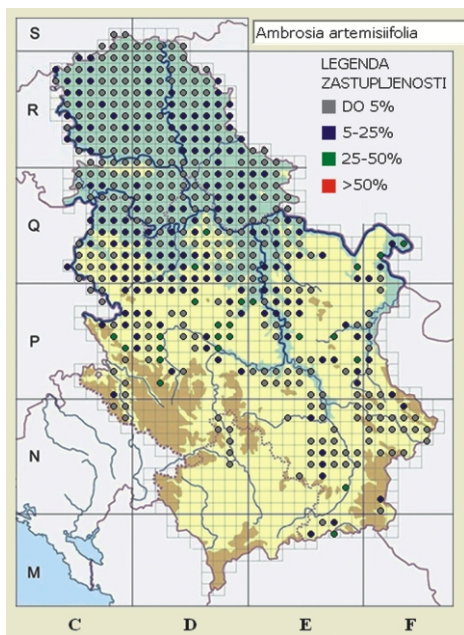 Ambrosia artemisiifolia
LEGENDA
ZASTUPLJENOSTI
DO 5%
5-25%
25-50%
>50%
S
R
Q
P
N
M
C D E F